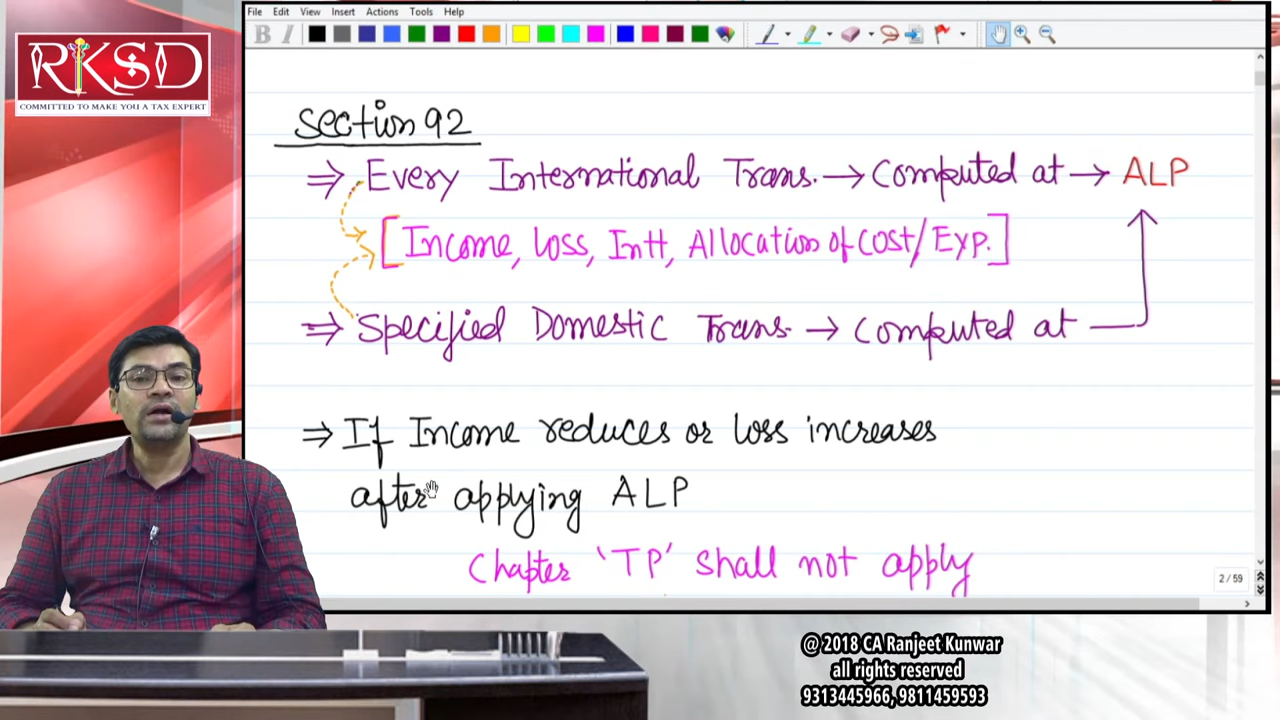 File Edit View Insert Actions Tools Help
B I
RKSD
COMMITTED TO MAKE YOU A TAX EXPERT
Section 92
⇒ Every International Trans. → Computed at → ALP
[Income, Loss, Intt, Allocation of Cost/Exp.]
⇒ Specified Domestic Trans. → Computed at
⇒ If Income reduces or loss increases
after applying ALP
Chapter 'TP' shall not apply
2 / 59
@ 2018 CA Ranjeet Kunwar
all rights reserved
9313445966, 9811459593